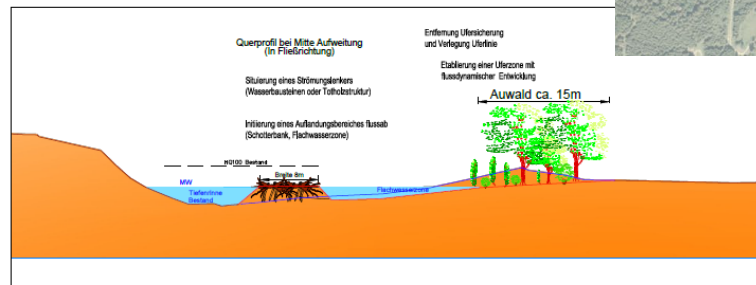 Querprofil bei Mitte Aufweitung
(In Fließrichtung)
Entfernung Ufersicherung
und Verlegung Uferlinie
Situierung eines Strömungslenkers
(Wasserbausteinen oder Totholzstruktur)
Etablierung einer Uferzone mit
flussdynamischer Entwicklung
Auwald ca. 15m
Initiierung eines Auflandungsbereiches flussab
(Schotterbank, Flachwasserzone)
HQ100 Bestand
MW
Breite 8m
Tiefenrinne
Bestand
Flachwasserzone